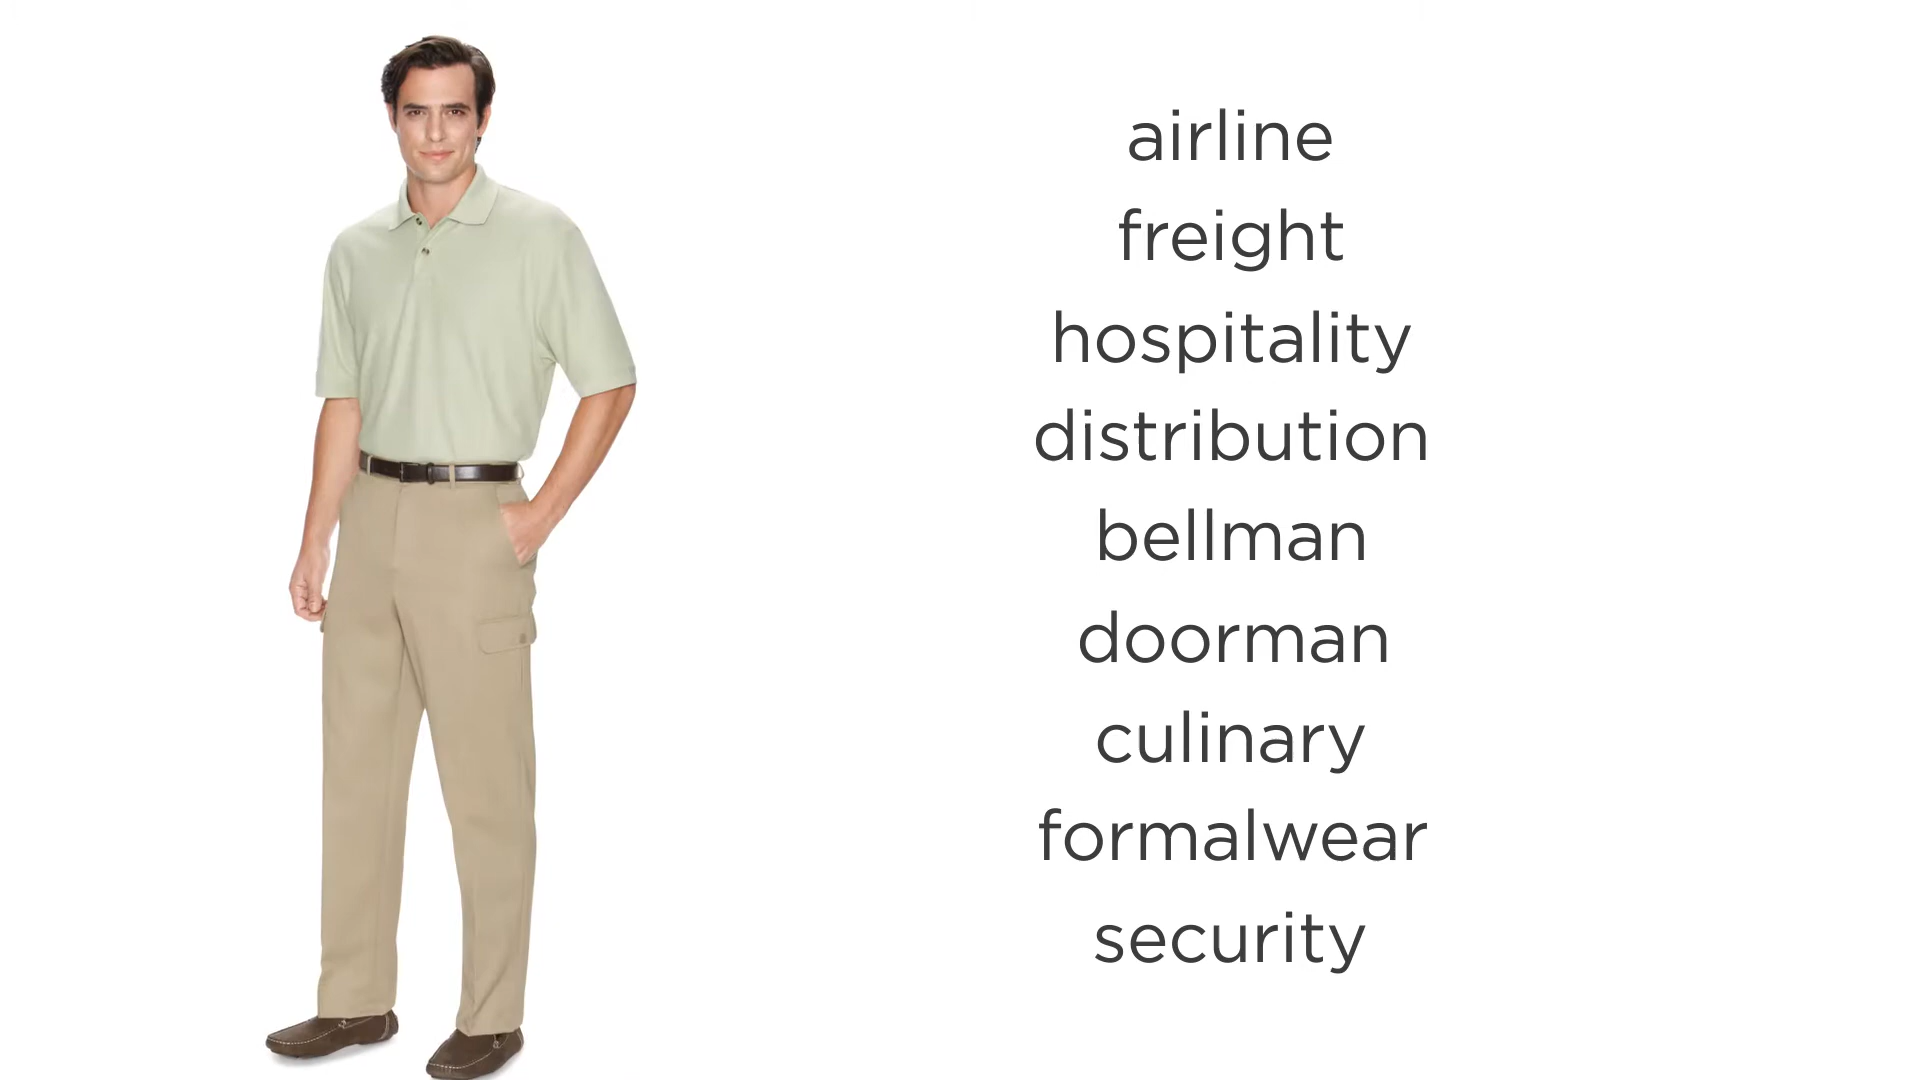 airline
freight
hospitality
distribution
bellman
doorman
culinary
formalwear
security